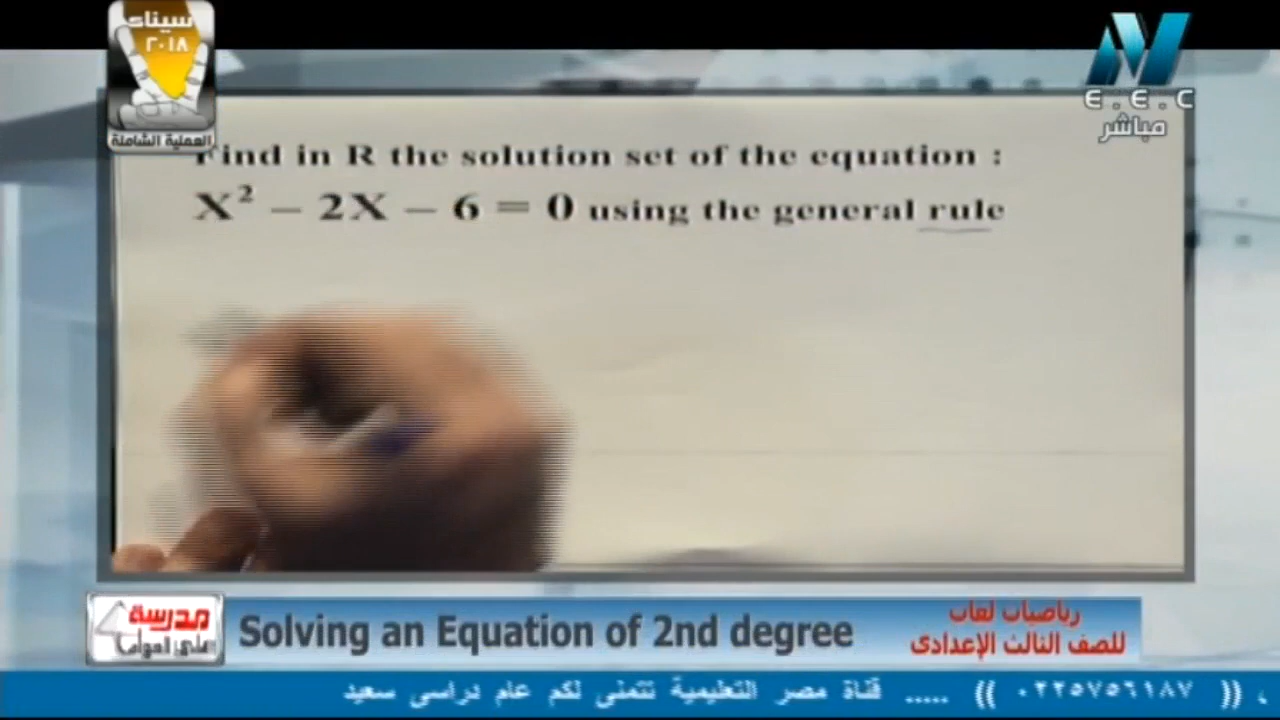 سيناء
٢٠١٨
العملية الشاملة
E.E.C
مباشر
Find in R the solution set of the equation :
X² – 2X – 6 = 0 using the general rule
مدرسة
على الهواء
Solving an Equation of 2nd degree
رياضيات لغات
للصف الثالث الإعدادى
(( ٠٢٢٥٧٥٦١٨٧ )) ..... قناة مصر التعليمية تتمنى لكم عام دراسى سعيد